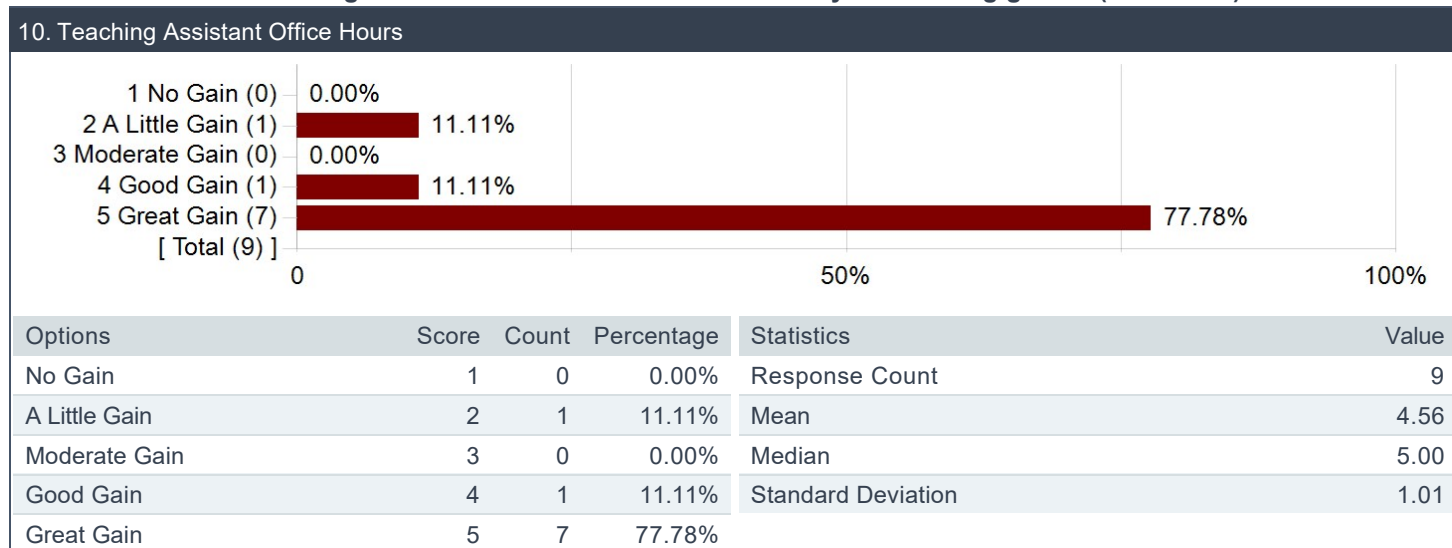 10. Teaching Assistant Office Hours
1 No Gain (0) 0.00%
2 A Little Gain (1) 11.11%
3 Moderate Gain (0) 0.00%
4 Good Gain (1) 11.11%
5 Great Gain (7) 77.78%
[ Total (9) ]
0 50% 100%
Options Score Count Percentage Statistics Value
No Gain 1 0 0.00% Response Count 9
A Little Gain 2 1 11.11% Mean 4.56
Moderate Gain 3 0 0.00% Median 5.00
Good Gain 4 1 11.11% Standard Deviation 1.01
Great Gain 5 7 77.78%